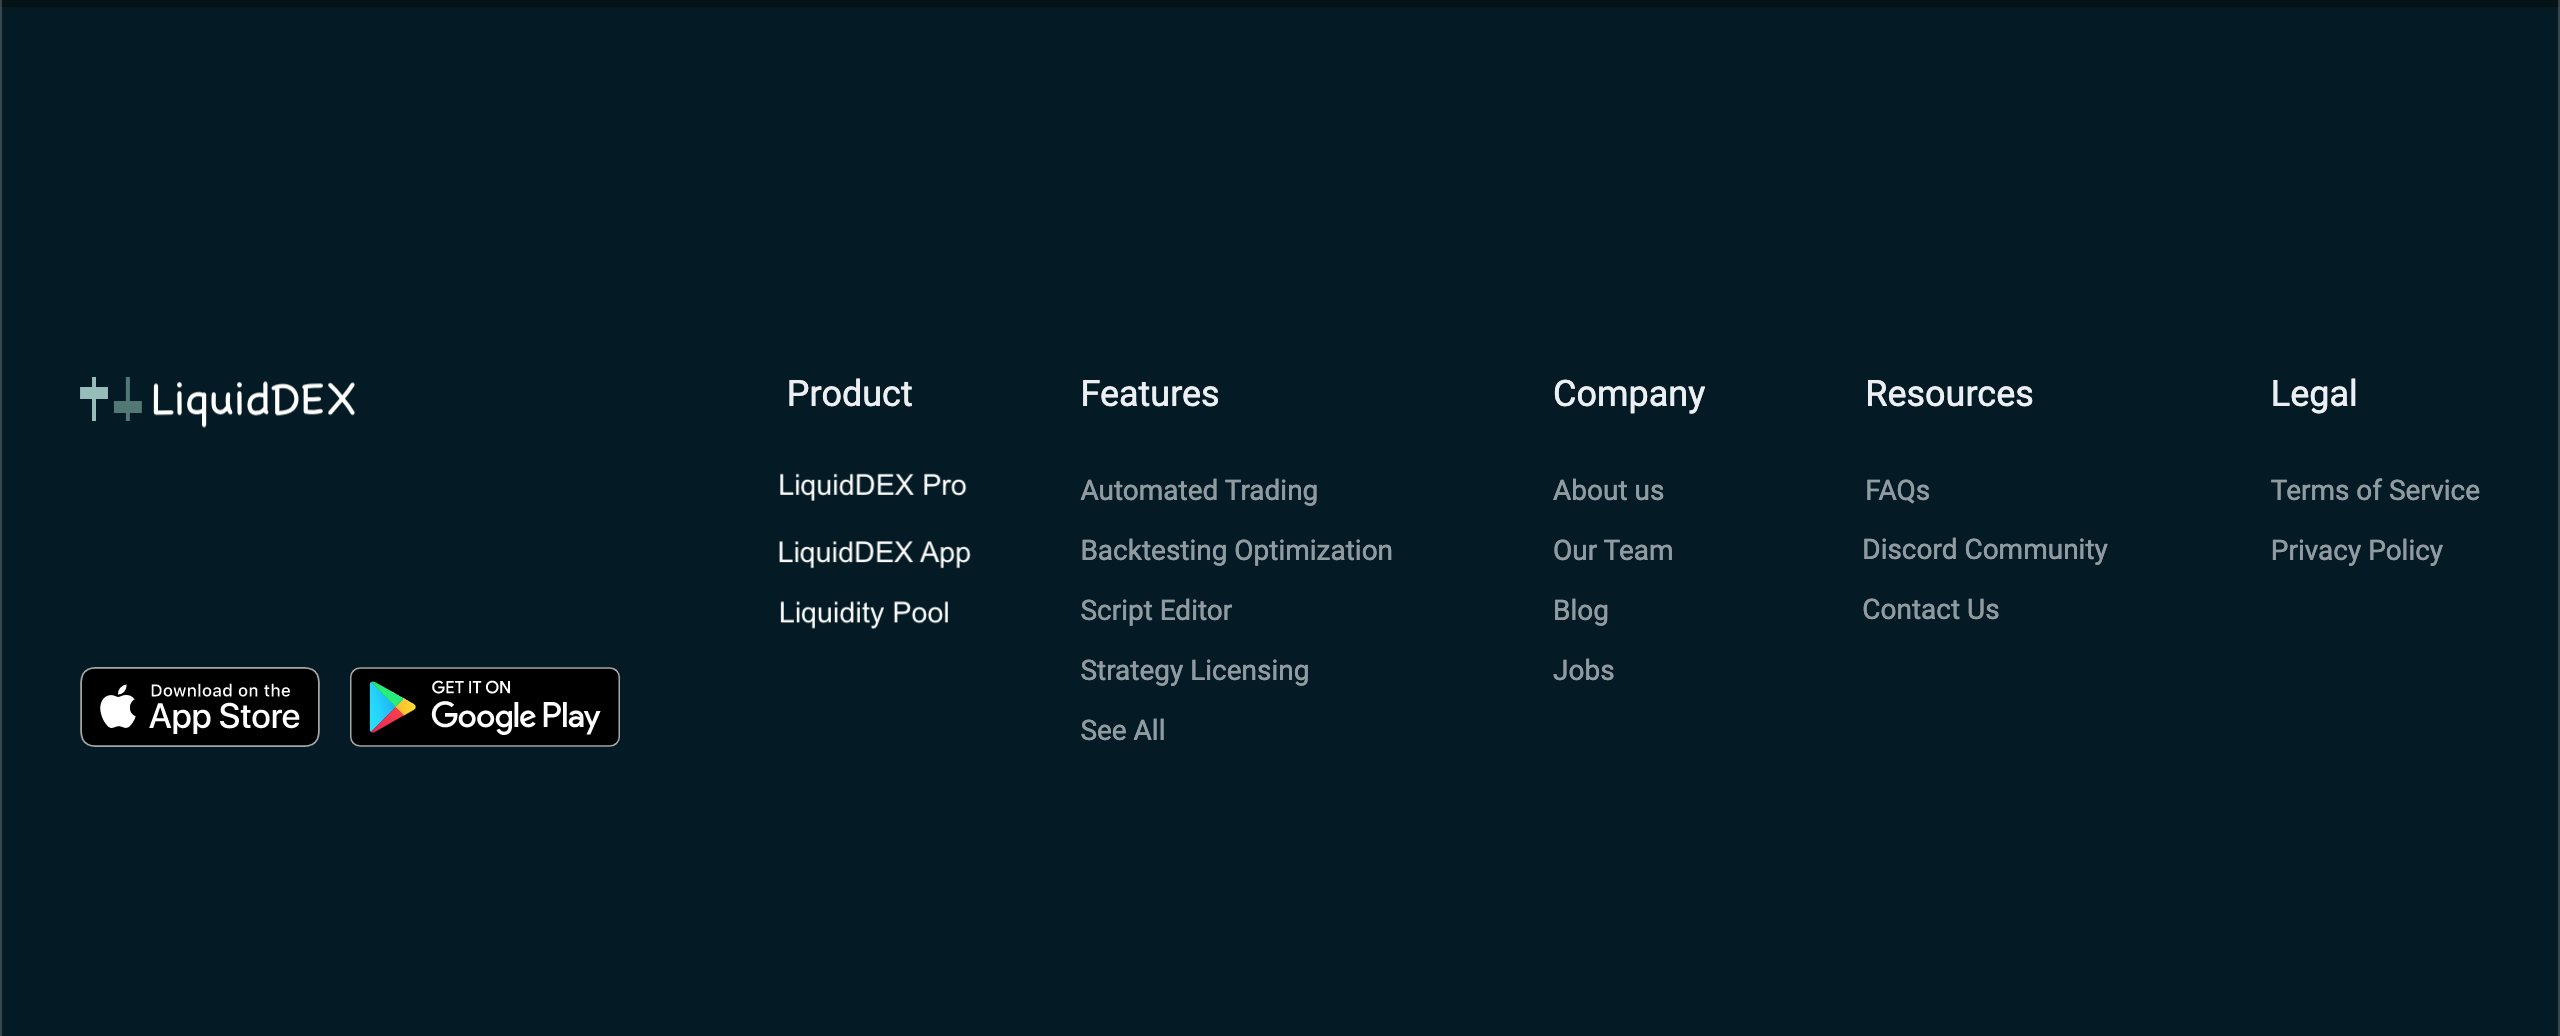 LiquidDEX
Download on the
App Store
GET IT ON
Google Play
Product
LiquidDEX Pro
LiquidDEX App
Liquidity Pool
Features
Automated Trading
Backtesting Optimization
Script Editor
Strategy Licensing
See All
Company
About us
Our Team
Blog
Jobs
Resources
FAQs
Discord Community
Contact Us
Legal
Terms of Service
Privacy Policy